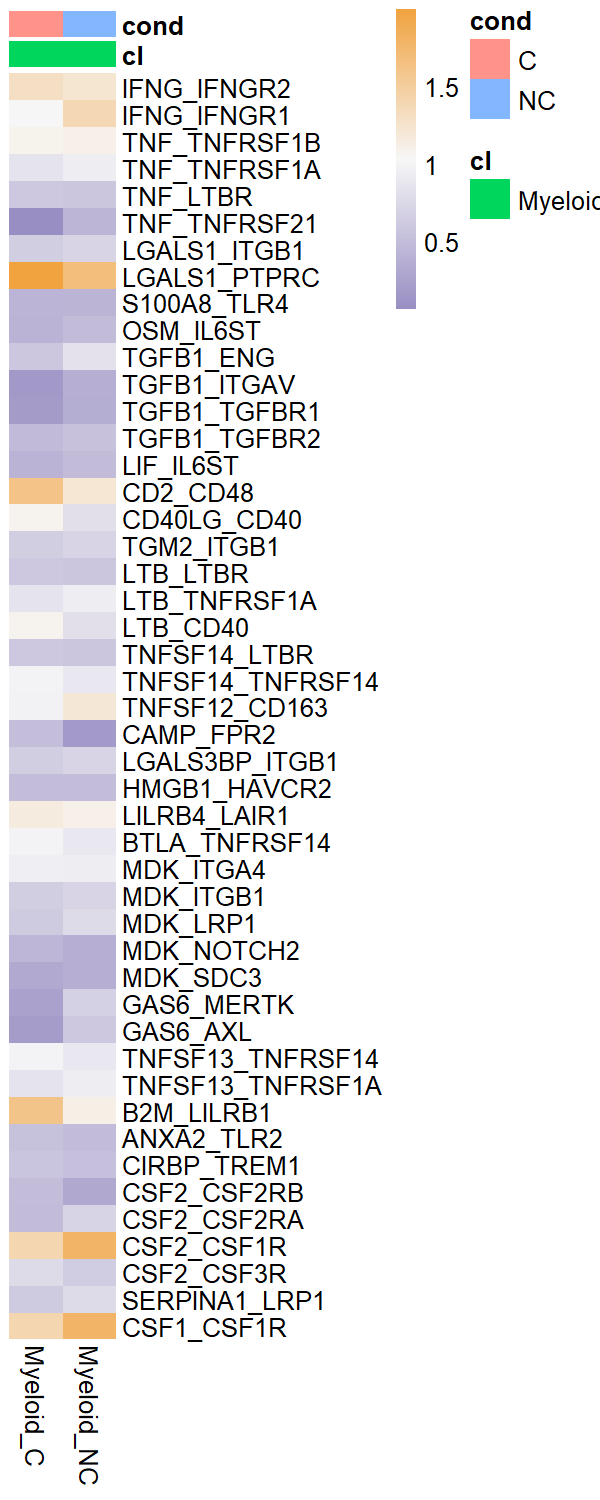 cond
cl
IFNG_IFNGR2
IFNG_IFNGR1
TNF_TNFRSF1B
TNF_TNFRSF1A
TNF_LTBR
TNF_TNFRSF21
LGALS1_ITGB1
LGALS1_PTPRC
S100A8_TLR4
OSM_IL6ST
TGFB1_ENG
TGFB1_ITGAV
TGFB1_TGFBR1
TGFB1_TGFBR2
LIF_IL6ST
CD2_CD48
CD40LG_CD40
TGM2_ITGB1
LTB_LTBR
LTB_TNFRSF1A
LTB_CD40
TNFSF14_LTBR
TNFSF14_TNFRSF14
TNFSF12_CD163
CAMP_FPR2
LGALS3BP_ITGB1
HMGB1_HAVCR2
LILRB4_LAIR1
BTLA_TNFRSF14
MDK_ITGA4
MDK_ITGB1
MDK_LRP1
MDK_NOTCH2
MDK_SDC3
GAS6_MERTK
GAS6_AXL
TNFSF13_TNFRSF14
TNFSF13_TNFRSF1A
B2M_LILRB1
ANXA2_TLR2
CIRBP_TREM1
CSF2_CSF2RB
CSF2_CSF2RA
CSF2_CSF1R
CSF2_CSF3R
SERPINA1_LRP1
CSF1_CSF1R
Myeloid_C
Myeloid_NC
1.5
1
0.5
cond
C
NC
cl
Myeloid